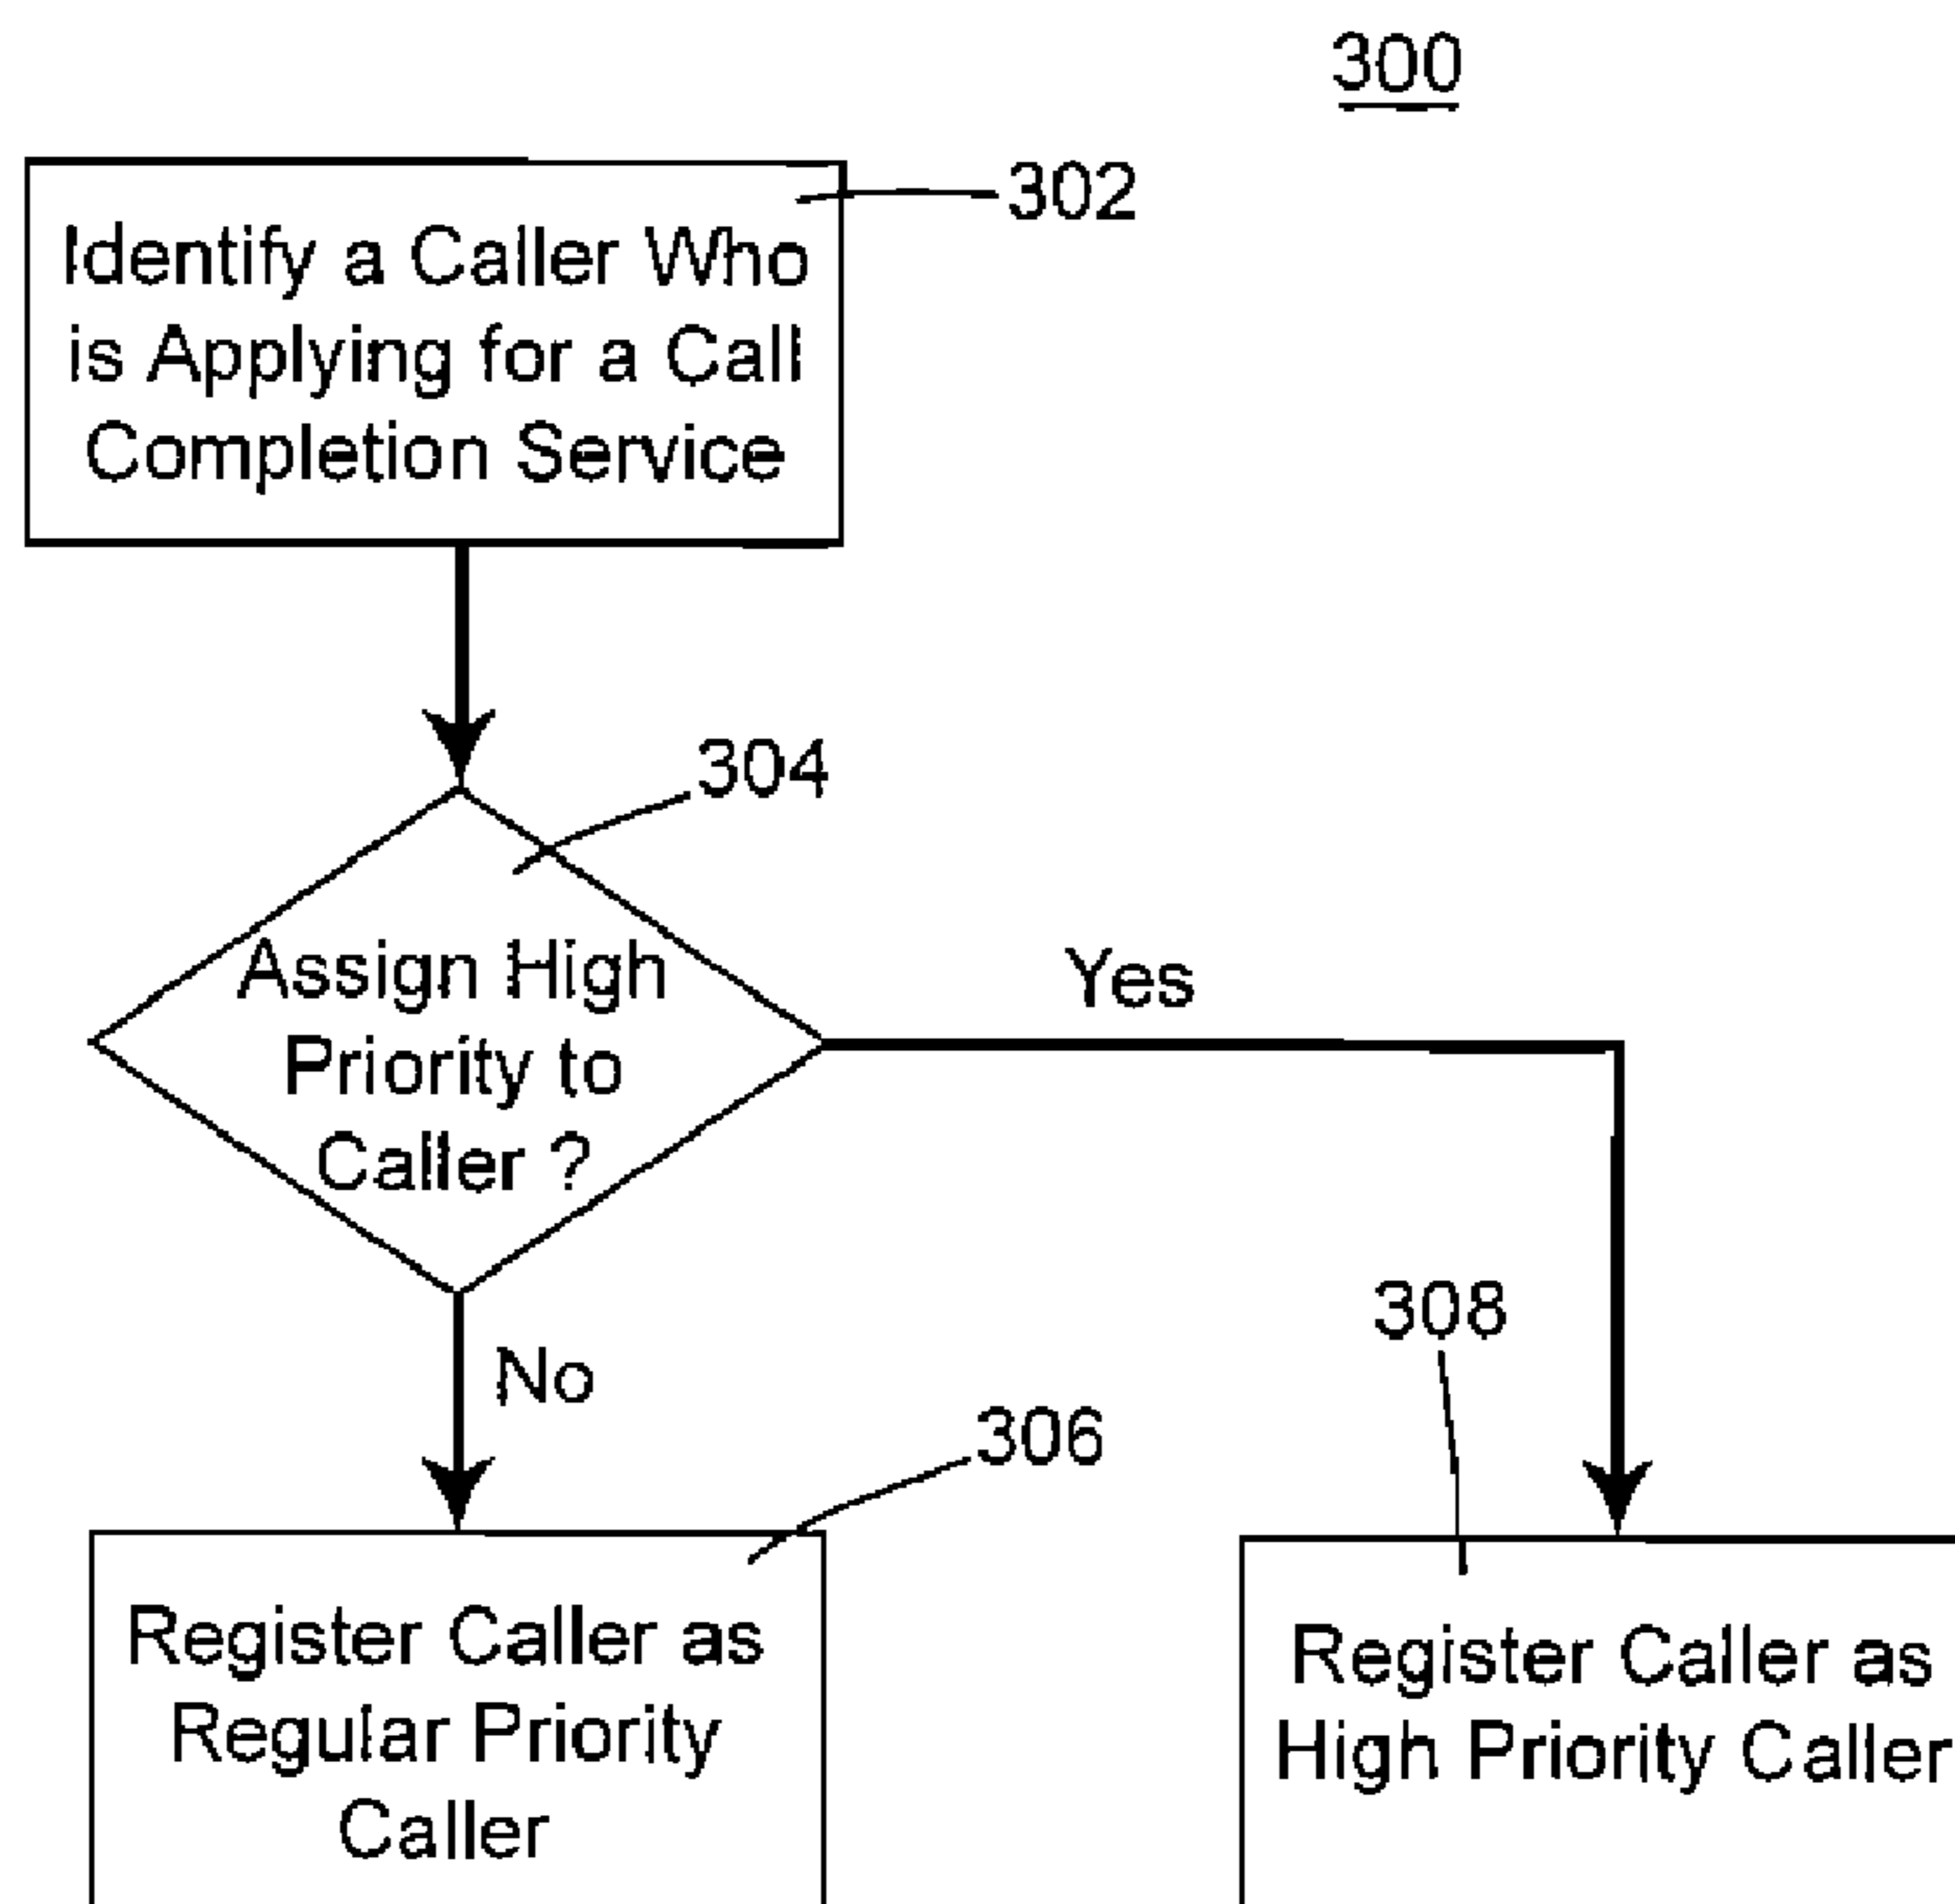 300
302
Identify a Caller Who
is Applying for a Call
Completion Service
304
Assign High
Priority to
Caller ?
Yes
No
308
306
Register Caller as
Regular Priority
Caller
Register Caller as
High Priority Caller